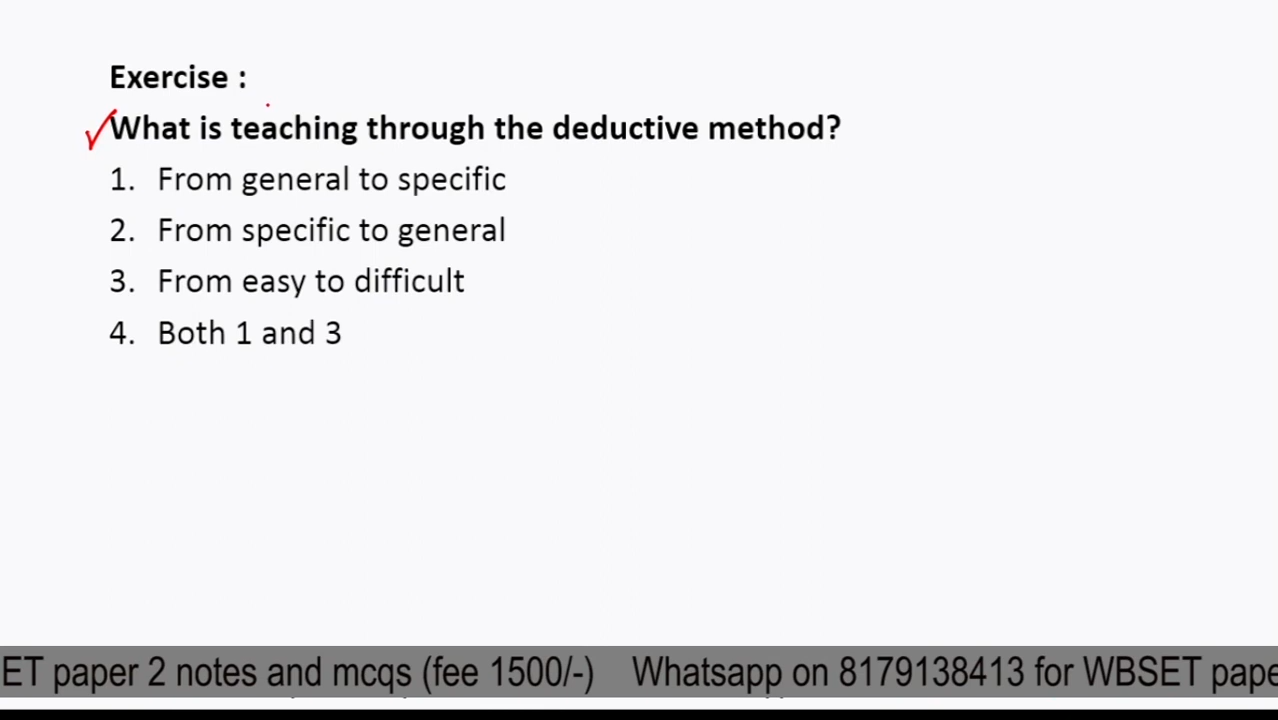 Exercise :
What is teaching through the deductive method?
1. From general to specific
2. From specific to general
3. From easy to difficult
4. Both 1 and 3
ET paper 2 notes and mcqs (fee 1500/-) Whatsapp on 8179138413 for WBSET pape